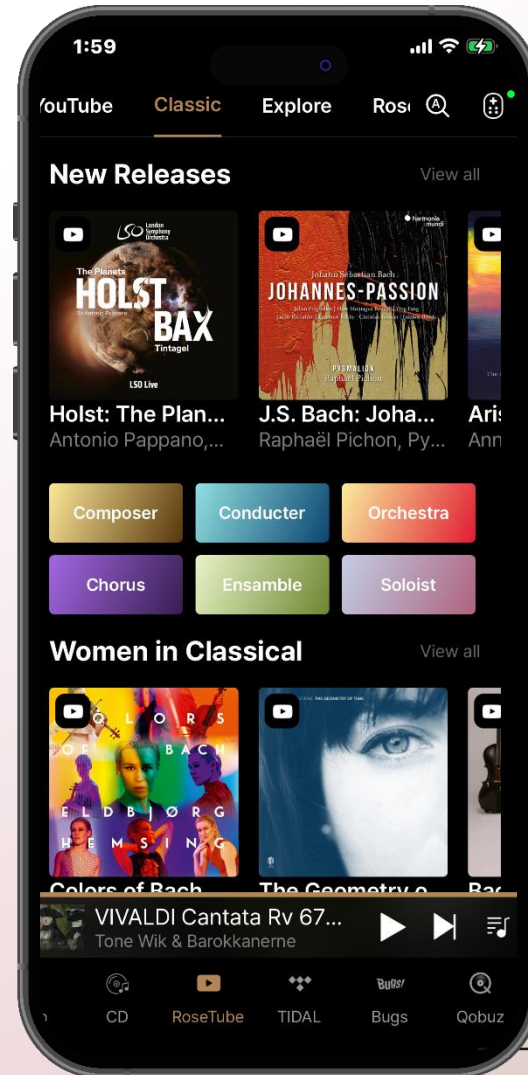 1:59
YouTube Classic Explore Rose
New Releases View all
London Symphony Orchestra
The Planets
HOLST
BAX
Tintagel
LSO Live
harmonia mundi
Johann Sebastian Bach
JOHANNES-PASSION
PYGMALION
Raphaël Pichon
Holst: The Plan... J.S. Bach: Joha... Aris
Antonio Pappano,... Raphaël Pichon, Py... Ann
Composer Conducter Orchestra
Chorus Ensamble Soloist
Women in Classical View all
COLORS
OF BACH
ELDBJØRG
HEMSING
THE GEOMETRY OF TIME
Colors of Bach The Geometry o Bac
VIVALDI Cantata Rv 67...
Tone Wik & Barokkanerne
CD RoseTube TIDAL Bugs! Bugs Qobuz